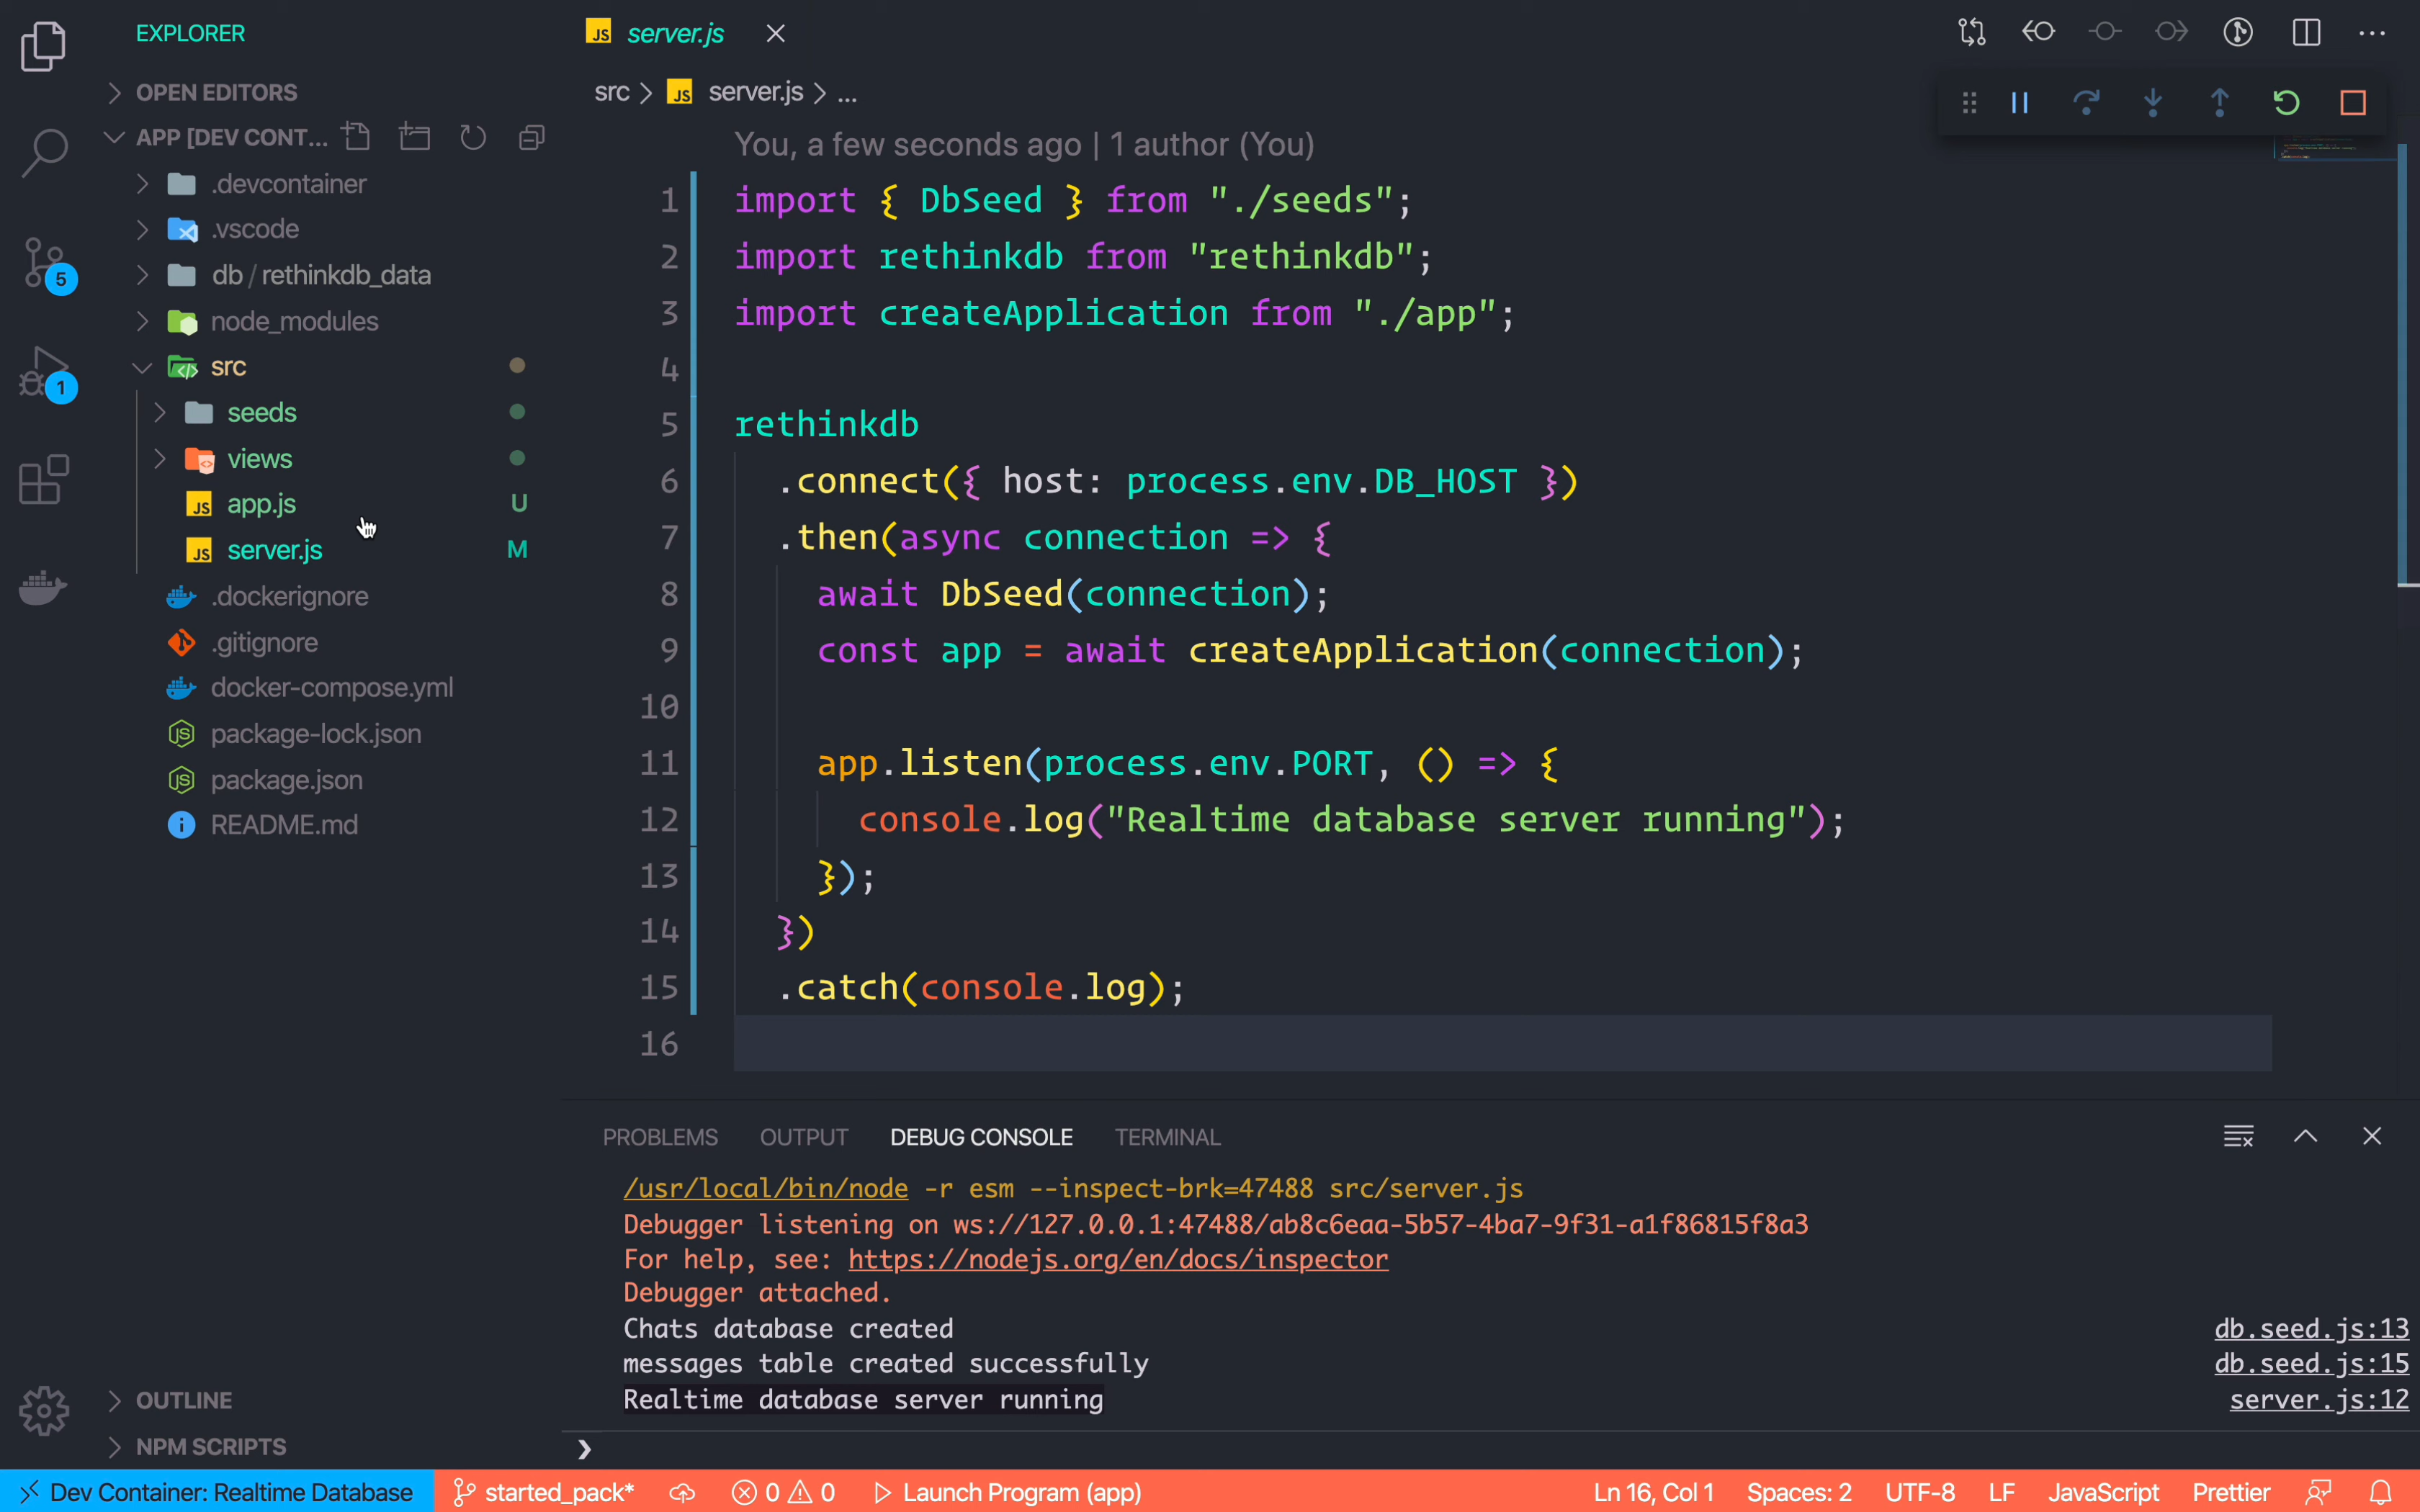 EXPLORER
OPEN EDITORS
APP [DEV CONT...
.devcontainer
.vscode
db / rethinkdb_data
node_modules
src
seeds
views
JS app.js U
JS server.js M
.dockerignore
.gitignore
docker-compose.yml
package-lock.json
package.json
README.md
OUTLINE
NPM SCRIPTS
5
1
JS server.js
src > JS server.js > ...
You, a few seconds ago | 1 author (You)
1 import { DbSeed } from "./seeds";
2 import rethinkdb from "rethinkdb";
3 import createApplication from "./app";
4
5 rethinkdb
6 .connect({ host: process.env.DB_HOST })
7 .then(async connection => {
8 await DbSeed(connection);
9 const app = await createApplication(connection);
10
11 app.listen(process.env.PORT, () => {
12 console.log("Realtime database server running");
13 });
14 })
15 .catch(console.log);
16
PROBLEMS OUTPUT DEBUG CONSOLE TERMINAL
/usr/local/bin/node -r esm --inspect-brk=47488 src/server.js
Debugger listening on ws://127.0.0.1:47488/ab8c6eaa-5b57-4ba7-9f31-a1f86815f8a3
For help, see: https://nodejs.org/en/docs/inspector
Debugger attached.
Chats database created db.seed.js:13
messages table created successfully db.seed.js:15
Realtime database server running server.js:12
Dev Container: Realtime Database started_pack* 0 0 Launch Program (app) Ln 16, Col 1 Spaces: 2 UTF-8 LF JavaScript Prettier